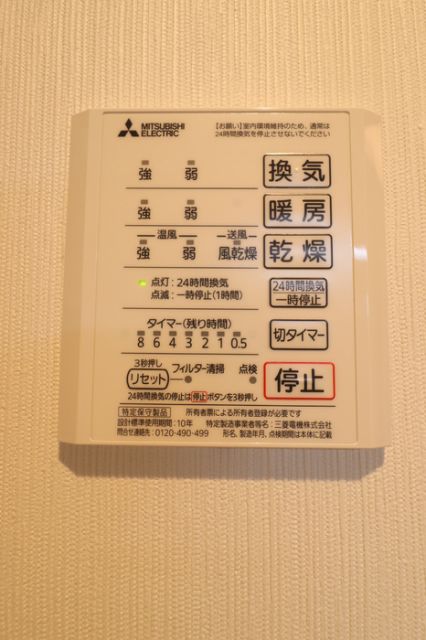 MITSUBISHI
ELECTRIC
【お願い】室内環境維持のため、通常は
24時間換気を停止させないでください
強 弱 換気
強 弱 暖房
温風 送風
強 弱 風乾燥 乾燥
点灯:24時間換気
点滅:一時停止(1時間)
24時間換気
一時停止
タイマー(残り時間)
8 6 4 3 2 1 0.5
切タイマー
3秒押し
リセット フィルター清掃 点検
停止
24時間換気の停止は停止ボタンを3秒押し
特定保守製品 所有者票による所有者登録が必要です
設計標準使用期間:10年 特定製造事業者等名:三菱電機株式会社
問合せ連絡先:0120-490-499 形名、製造年月、点検期間は本体に記載